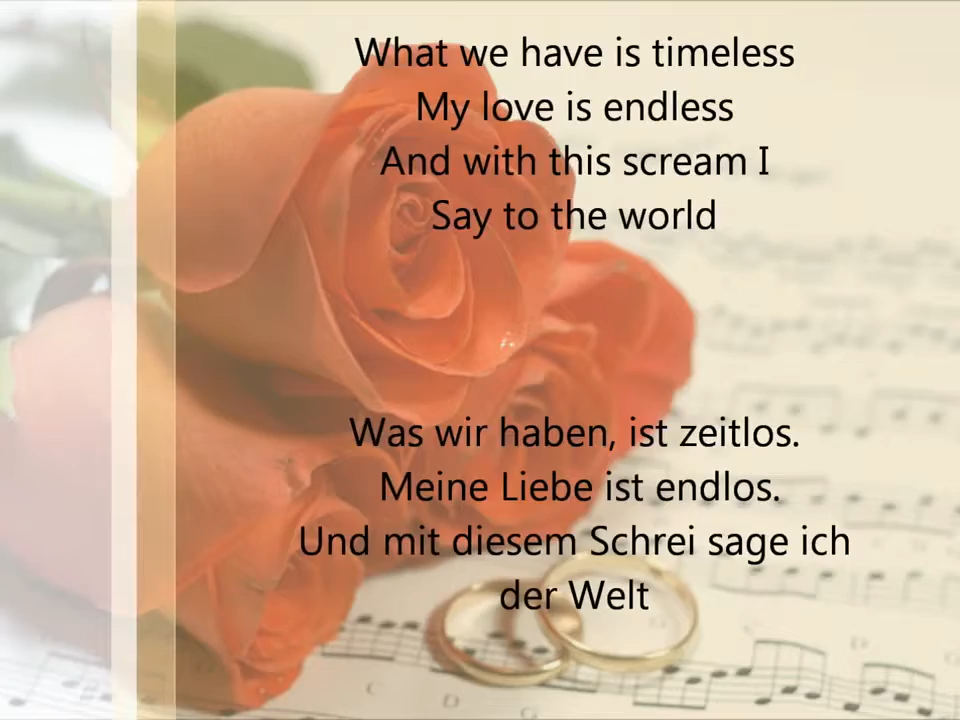 What we have is timeless
My love is endless
And with this scream I
Say to the world
Was wir haben, ist zeitlos.
Meine Liebe ist endlos.
Und mit diesem Schrei sage ich
der Welt